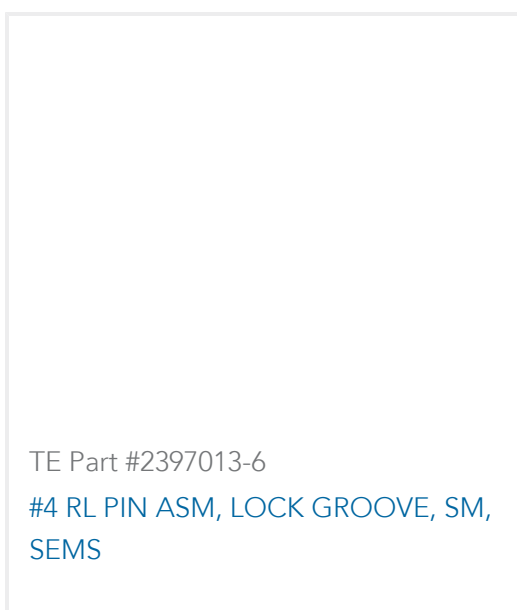 TE Part #2397013-6
#4 RL PIN ASM, LOCK GROOVE, SM,
SEMS